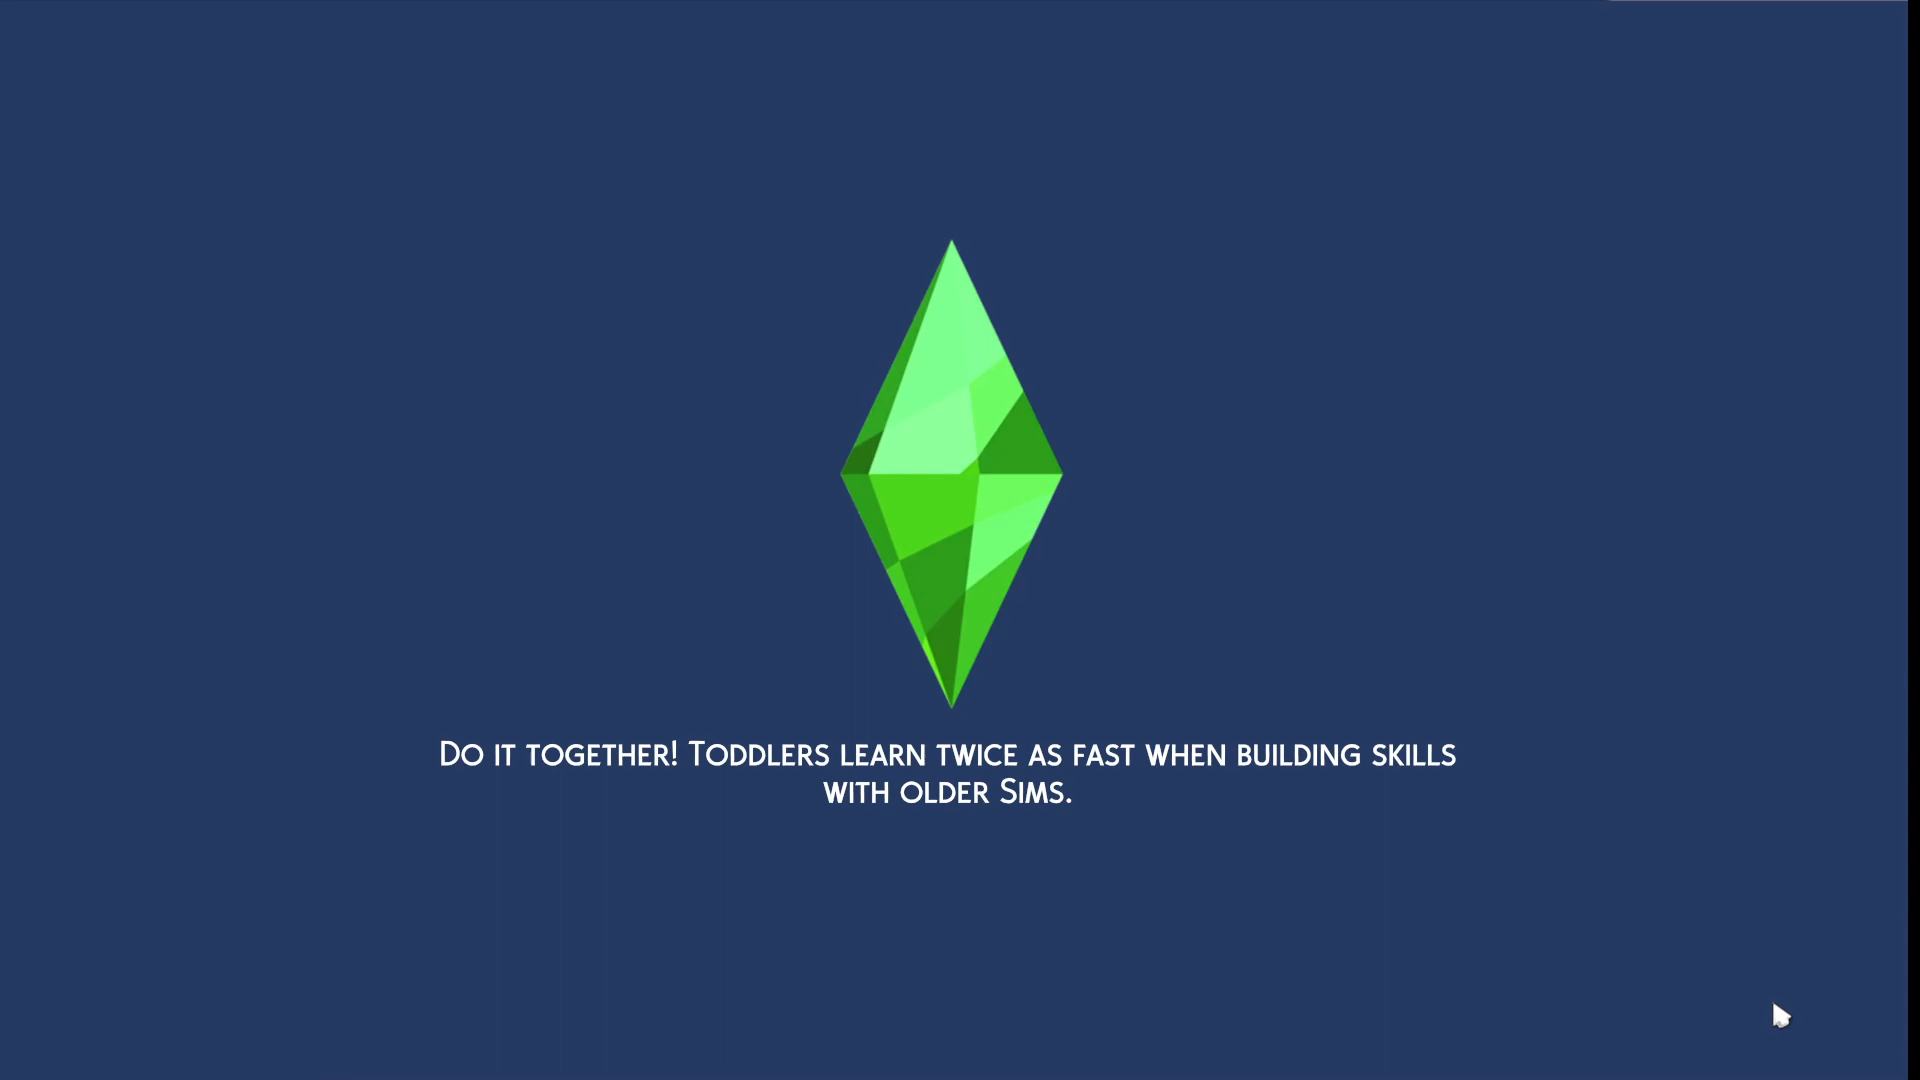 Do it together! Toddlers learn twice as fast when building skills
with older Sims.